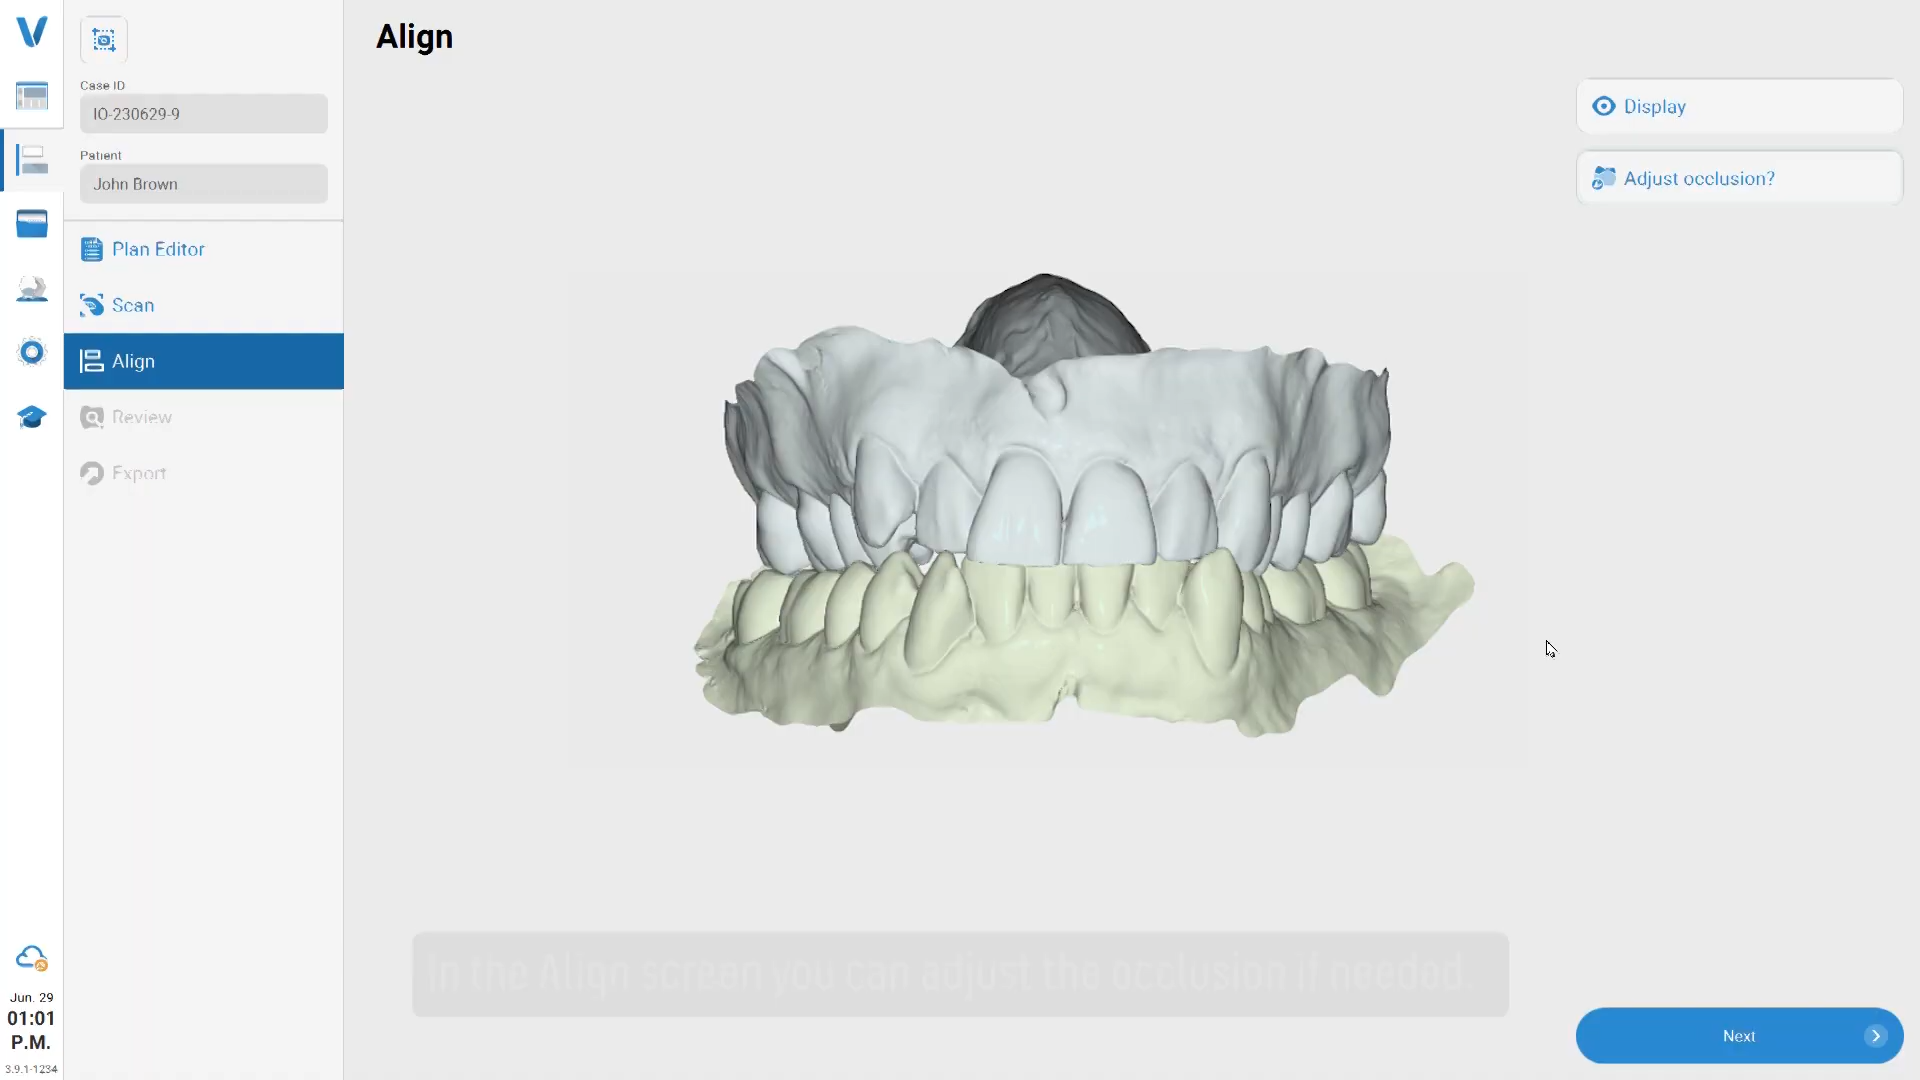 Align
Case ID
IO-230629-9
Patient
John Brown
Plan Editor
Scan
Align
Review
Export
Display
Adjust occlusion?
In the Align screen you can adjust the occlusion if needed.
Next
Jun. 29
01:01
P.M.
3.9.1-1234